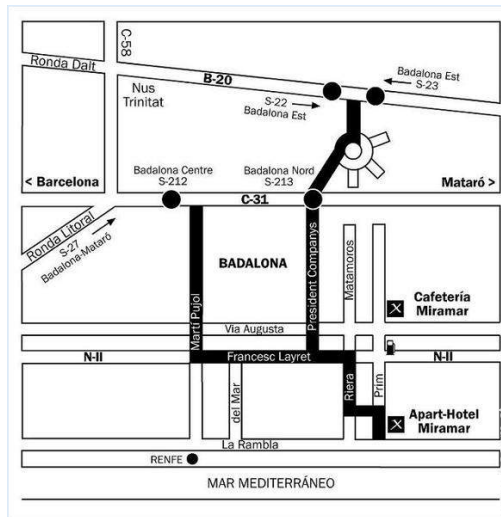 C-58
Ronda Dalt
B-20
Badalona Est
S-23
Nus
Trinitat
S-22
Badalona Est
Badalona Centre
S-212
Badalona Nord
S-213
< Barcelona
Mataró >
C-31
Ronda Litoral
S-27
Badalona-Mataró
BADALONA
Martí Pujol
President Companys
Matamoros
Cafetería
Miramar
Via Augusta
N-II
Francesc Layret
N-II
del Mar
Riera
Prim
Apart-Hotel
Miramar
La Rambla
RENFE
MAR MEDITERRÁNEO